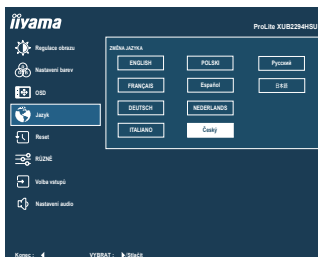 iiyama
ProLite XUB2294HSU
Regulace obrazu
Nastavení barev
OSD
Jazyk
Reset
RŮZNÉ
Volba vstupů
Nastavení audio
ZMĚNA JAZYKA
ENGLISH POLSKI Русский
FRANÇAIS Español 日本語
DEUTSCH NEDERLANDS
ITALIANO Český
Konec : VYBRAT : /Stlačit